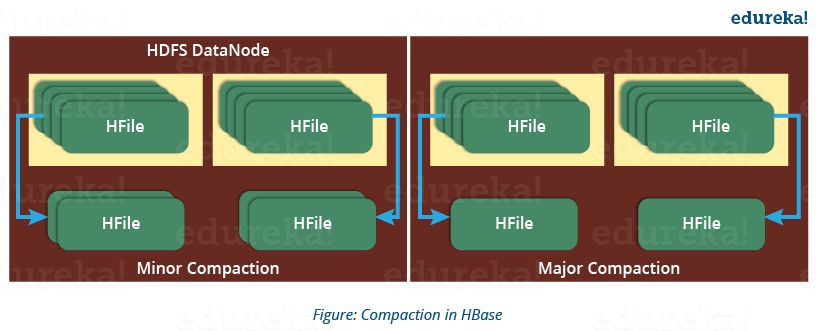 edureka!
HDFS DataNode
HFile
HFile
HFile
HFile
HFile
HFile
HFile
HFile
Minor Compaction
Major Compaction
Figure: Compaction in HBase